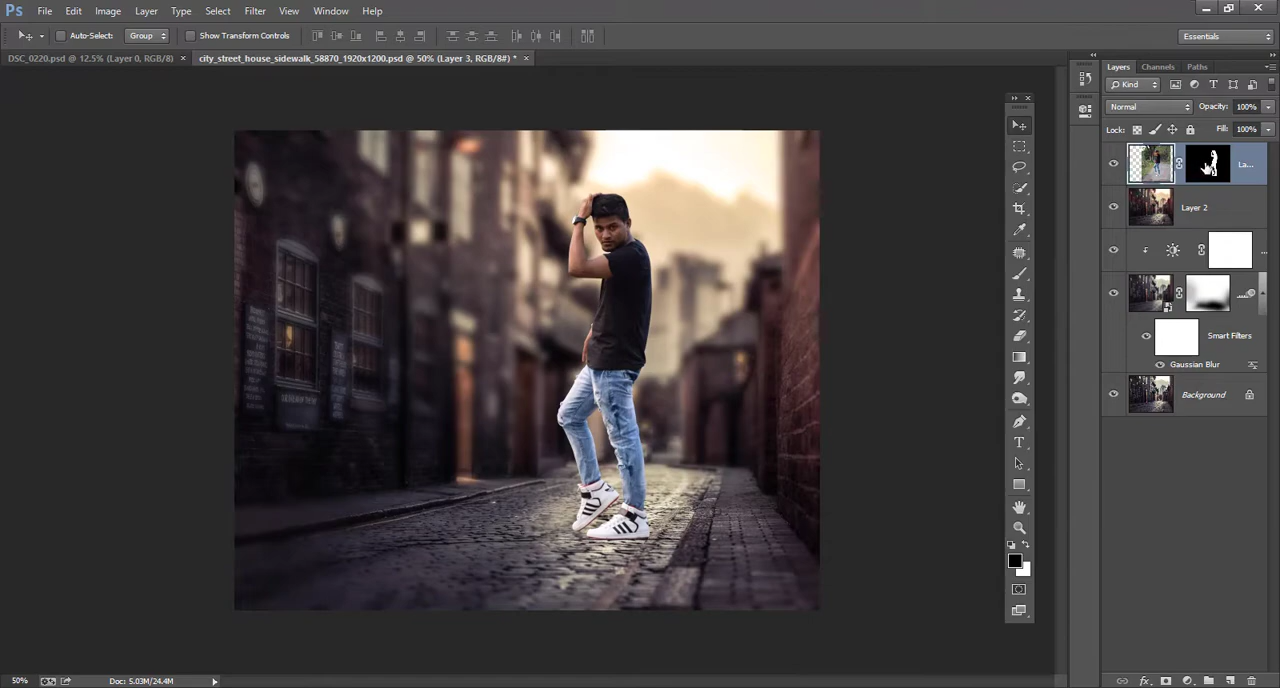 Ps File Edit Image Layer Type Select Filter View Window Help
Auto-Select: Group Show Transform Controls Essentials
DSC_0220.psd @ 12.5% (Layer 0, RGB/8) × city_street_house_sidewalk_58870_1920x1200.psd @ 50% (Layer 3, RGB/8#) * ×
Layers Channels Paths
Kind
Normal Opacity: 100%
Lock: Fill: 100%
La...
Layer 2
...
Smart Filters
Gaussian Blur
Background
50% Doc: 5.03M/24.4M